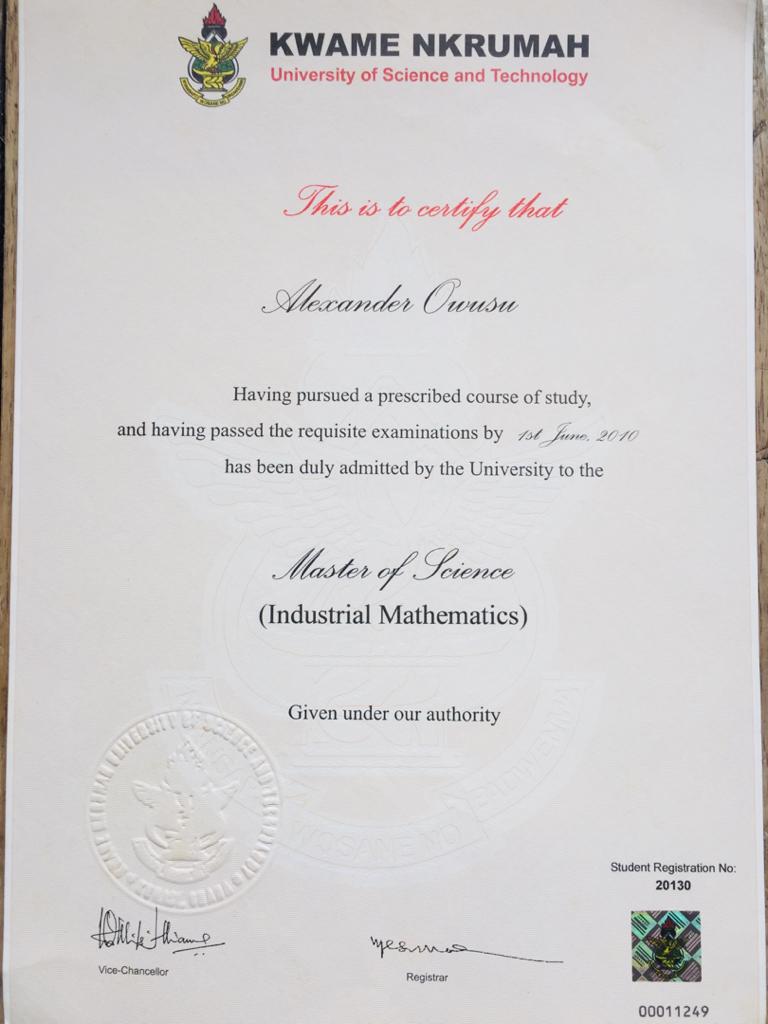 KWAME NKRUMAH
University of Science and Technology
This is to certify that
Alexander Owusu
Having pursued a prescribed course of study,
and having passed the requisite examinations by 1st June, 2010
has been duly admitted by the University to the
Master of Science
(Industrial Mathematics)
Given under our authority
WOSAME NO
Student Registration No:
20130
Vice-Chancellor
Registrar
00011249